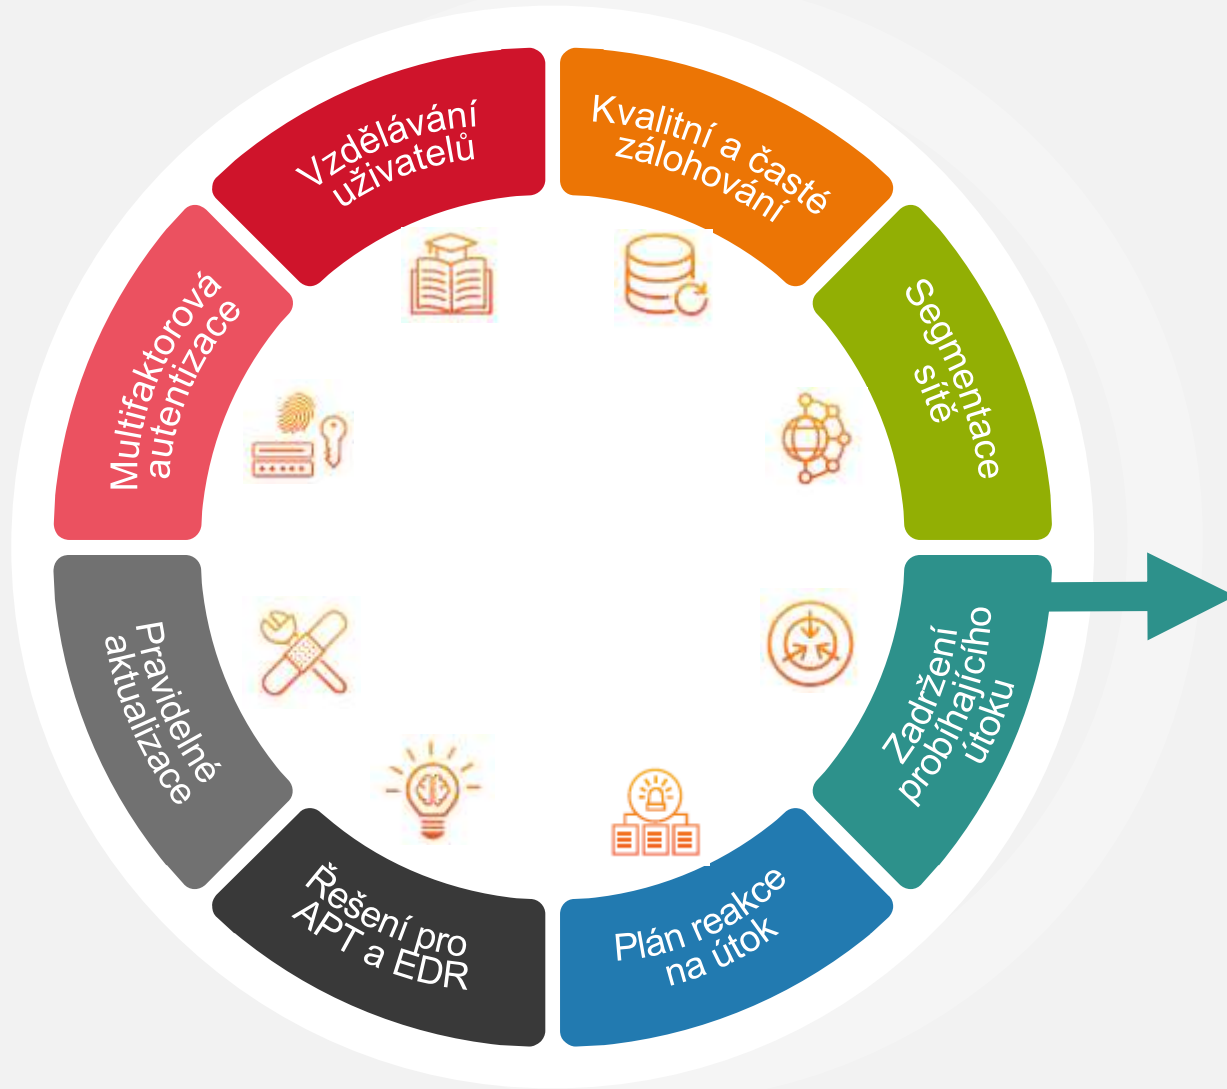 Vzdělávání
uživatelů
Kvalitní a časté
zálohování
Segmentace
sítě
Zadržení
probíhajícího
útoku
Plán reakce
na útok
Řešení pro
APT a EDR
Pravidelné
aktualizace
Multifaktorová
autentizace